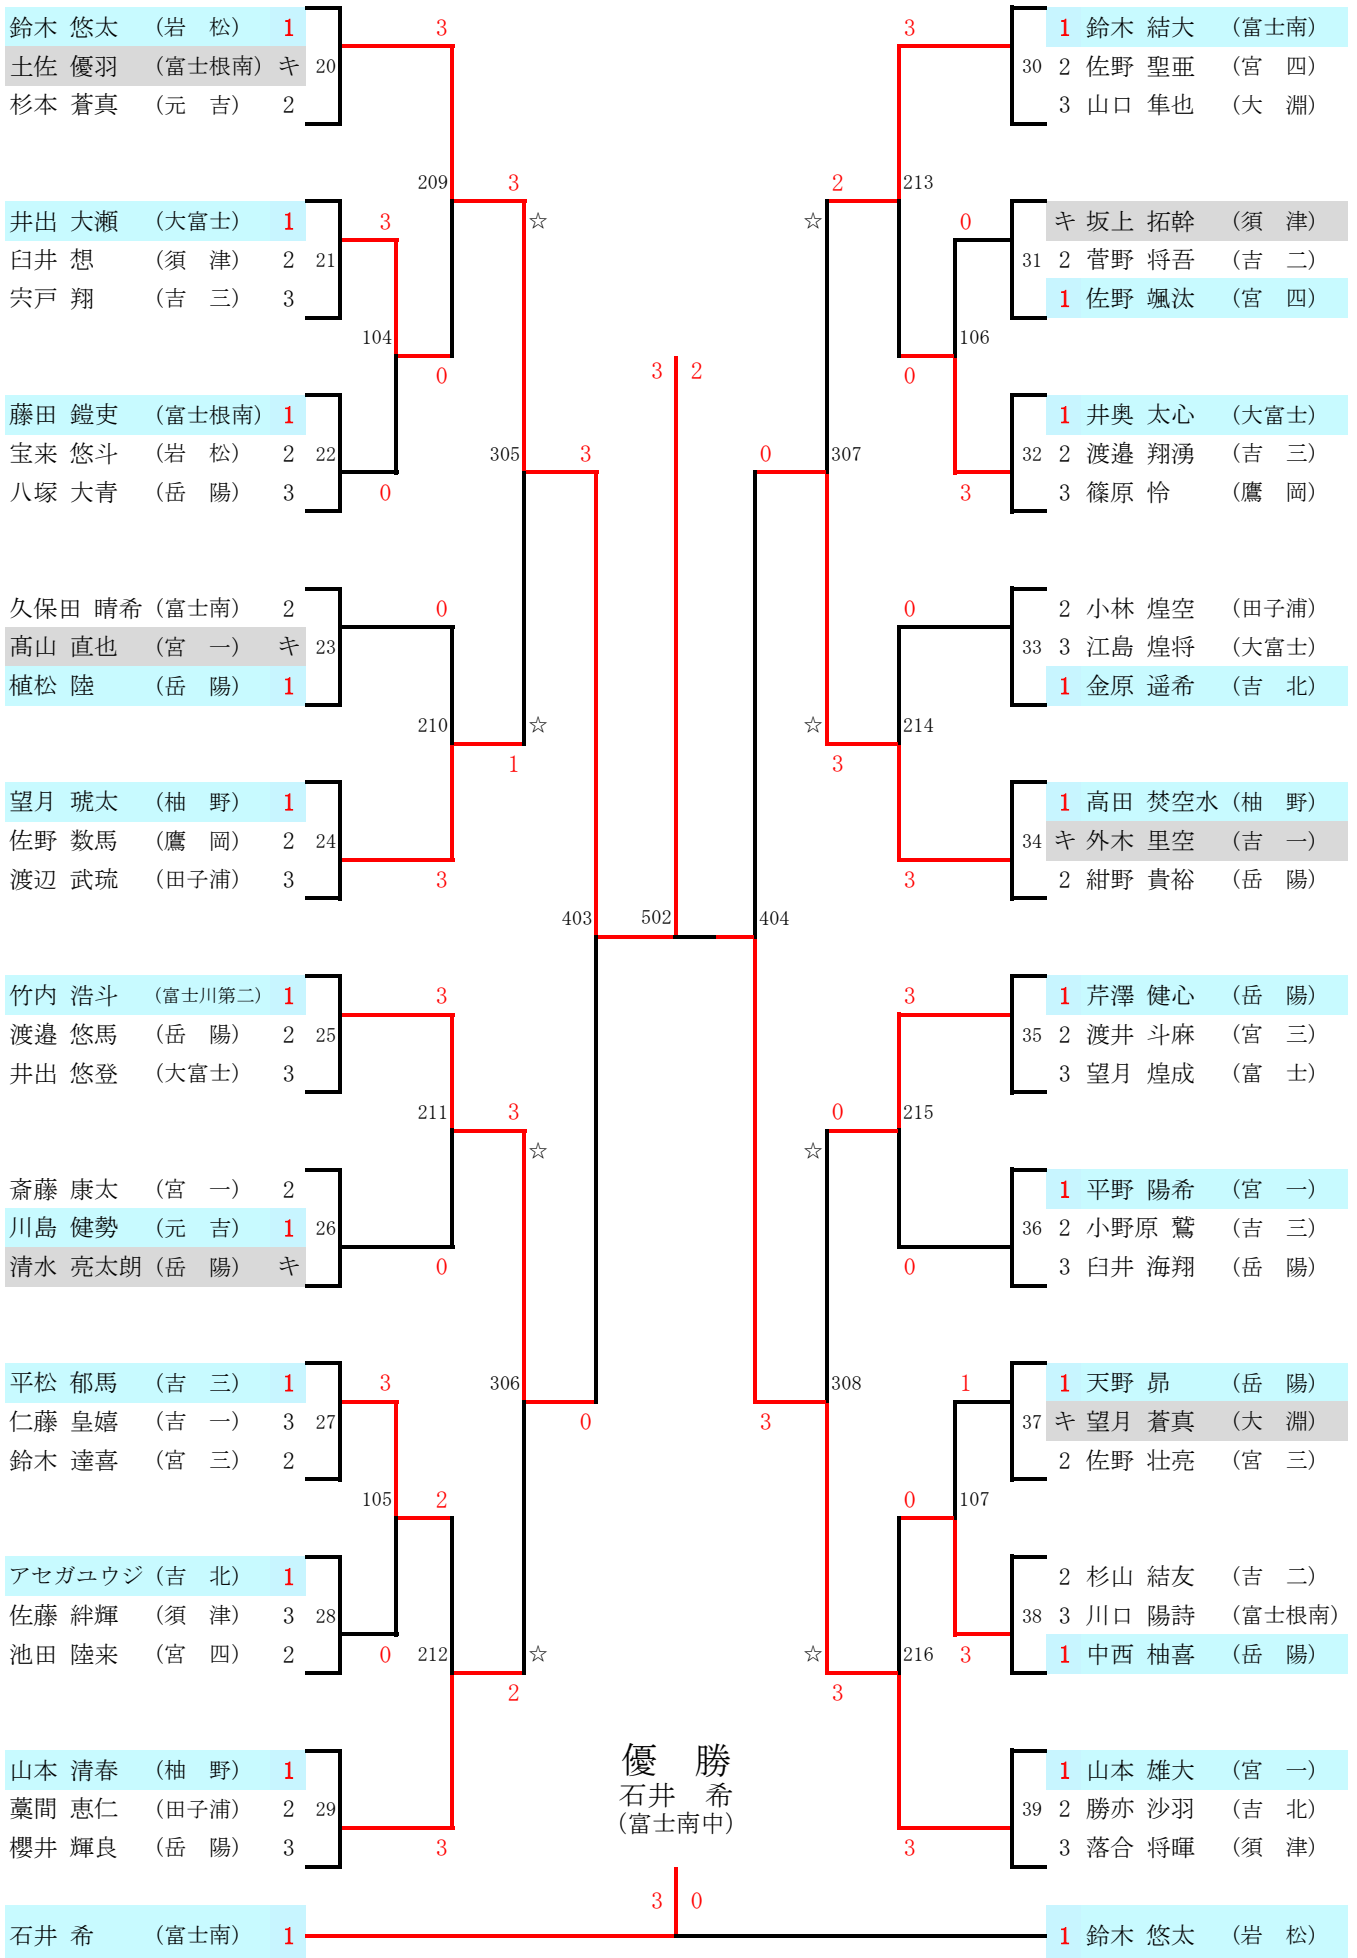 鈴木 悠太 (岩 松) 1
土佐 優羽 (富士根南) キ 20
杉本 蒼真 (元 吉) 2
3
井出 大瀬 (大富士) 1
臼井 想 (須 津) 2 21
宍戸 翔 (吉 三) 3
3
209 3
☆
104
0
藤田 鎧吏 (富士根南) 1
宝来 悠斗 (岩 松) 2 22
八塚 大青 (岳 陽) 3
0
305 3
久保田 晴希 (富士南) 2
髙山 直也 (宮 一) キ 23
植松 陸 (岳 陽) 1
0
210 ☆
1
望月 琥太 (柚 野) 1
佐野 数馬 (鷹 岡) 2 24
渡辺 武琉 (田子浦) 3
3
403 502 404
竹内 浩斗 (富士川第二) 1
渡邉 悠馬 (岳 陽) 2 25
井出 悠登 (大富士) 3
3
211 3
☆
斎藤 康太 (宮 一) 2
川島 健勢 (元 吉) 1 26
清水 亮太朗 (岳 陽) キ
0
平松 郁馬 (吉 三) 1
仁藤 皇嬉 (吉 一) 3 27
鈴木 達喜 (宮 三) 2
3
306
0
105 2
アセガユウジ (吉 北) 1
佐藤 絆輝 (須 津) 3 28
池田 陸来 (宮 四) 2
0
212 ☆
2
山本 清春 (柚 野) 1
藁間 恵仁 (田子浦) 2 29
櫻井 輝良 (岳 陽) 3
3
3 2
3
1 鈴木 結大 (富士南)
30 2 佐野 聖亜 (宮 四)
3 山口 隼也 (大 淵)
2 213
☆
0
キ 坂上 拓幹 (須 津)
31 2 菅野 将吾 (吉 二)
1 佐野 颯汰 (宮 四)
106
0
1 井奥 太心 (大富士)
32 2 渡邉 翔湧 (吉 三)
3 篠原 怜 (鷹 岡)
3
0 307
0
2 小林 煌空 (田子浦)
33 3 江島 煌将 (大富士)
1 金原 遥希 (吉 北)
☆ 214
3
1 高田 焚空水 (柚 野)
34 キ 外木 里空 (吉 一)
2 紺野 貴裕 (岳 陽)
3
3
1 芹澤 健心 (岳 陽)
35 2 渡井 斗麻 (宮 三)
3 望月 煌成 (富 士)
0 215
☆
1 平野 陽希 (宮 一)
36 2 小野原 鷲 (吉 三)
3 臼井 海翔 (岳 陽)
0
308
3
1
1 天野 昴 (岳 陽)
37 キ 望月 蒼真 (大 淵)
2 佐野 壮亮 (宮 三)
0 107
2 杉山 結友 (吉 二)
38 3 川口 陽詩 (富士根南)
1 中西 柚喜 (岳 陽)
3
☆ 216
3
1 山本 雄大 (宮 一)
39 2 勝亦 沙羽 (吉 北)
3 落合 将暉 (須 津)
3
優 勝
石井 希
(富士南中)
3 0
石井 希 (富士南) 1
1 鈴木 悠太 (岩 松)